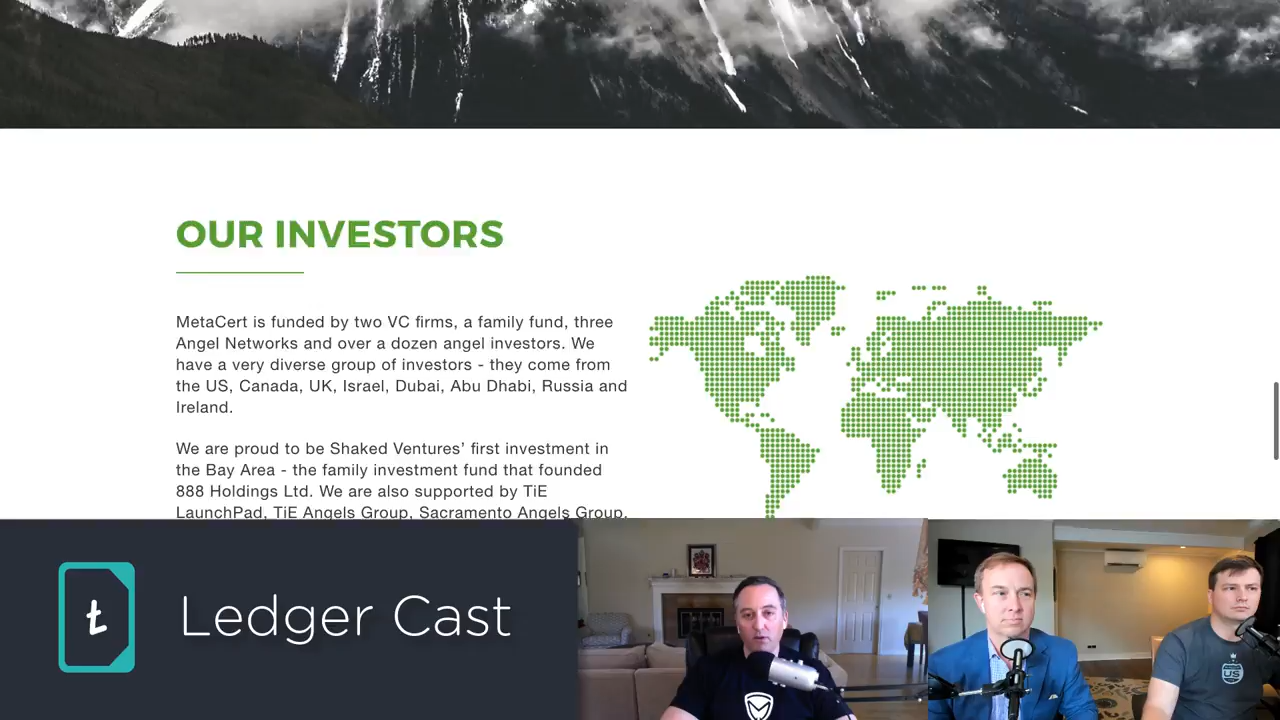 OUR INVESTORS
MetaCert is funded by two VC firms, a family fund, three
Angel Networks and over a dozen angel investors. We
have a very diverse group of investors - they come from
the US, Canada, UK, Israel, Dubai, Abu Dhabi, Russia and
Ireland.
We are proud to be Shaked Ventures’ first investment in
the Bay Area - the family investment fund that founded
888 Holdings Ltd. We are also supported by TiE
LaunchPad, TiE Angels Group, Sacramento Angels Group,
Ledger Cast
US